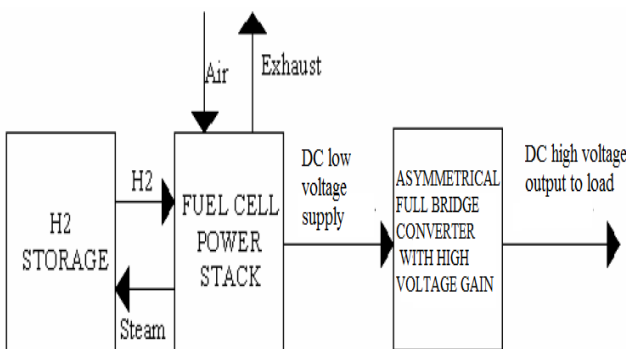 Air
Exhaust
H2
STORAGE
H2
Steam
FUEL CELL
POWER
STACK
DC low
voltage
supply
ASYMMETRICAL
FULL BRIDGE
CONVERTER
WITH HIGH
VOLTAGE GAIN
DC high voltage
output to load